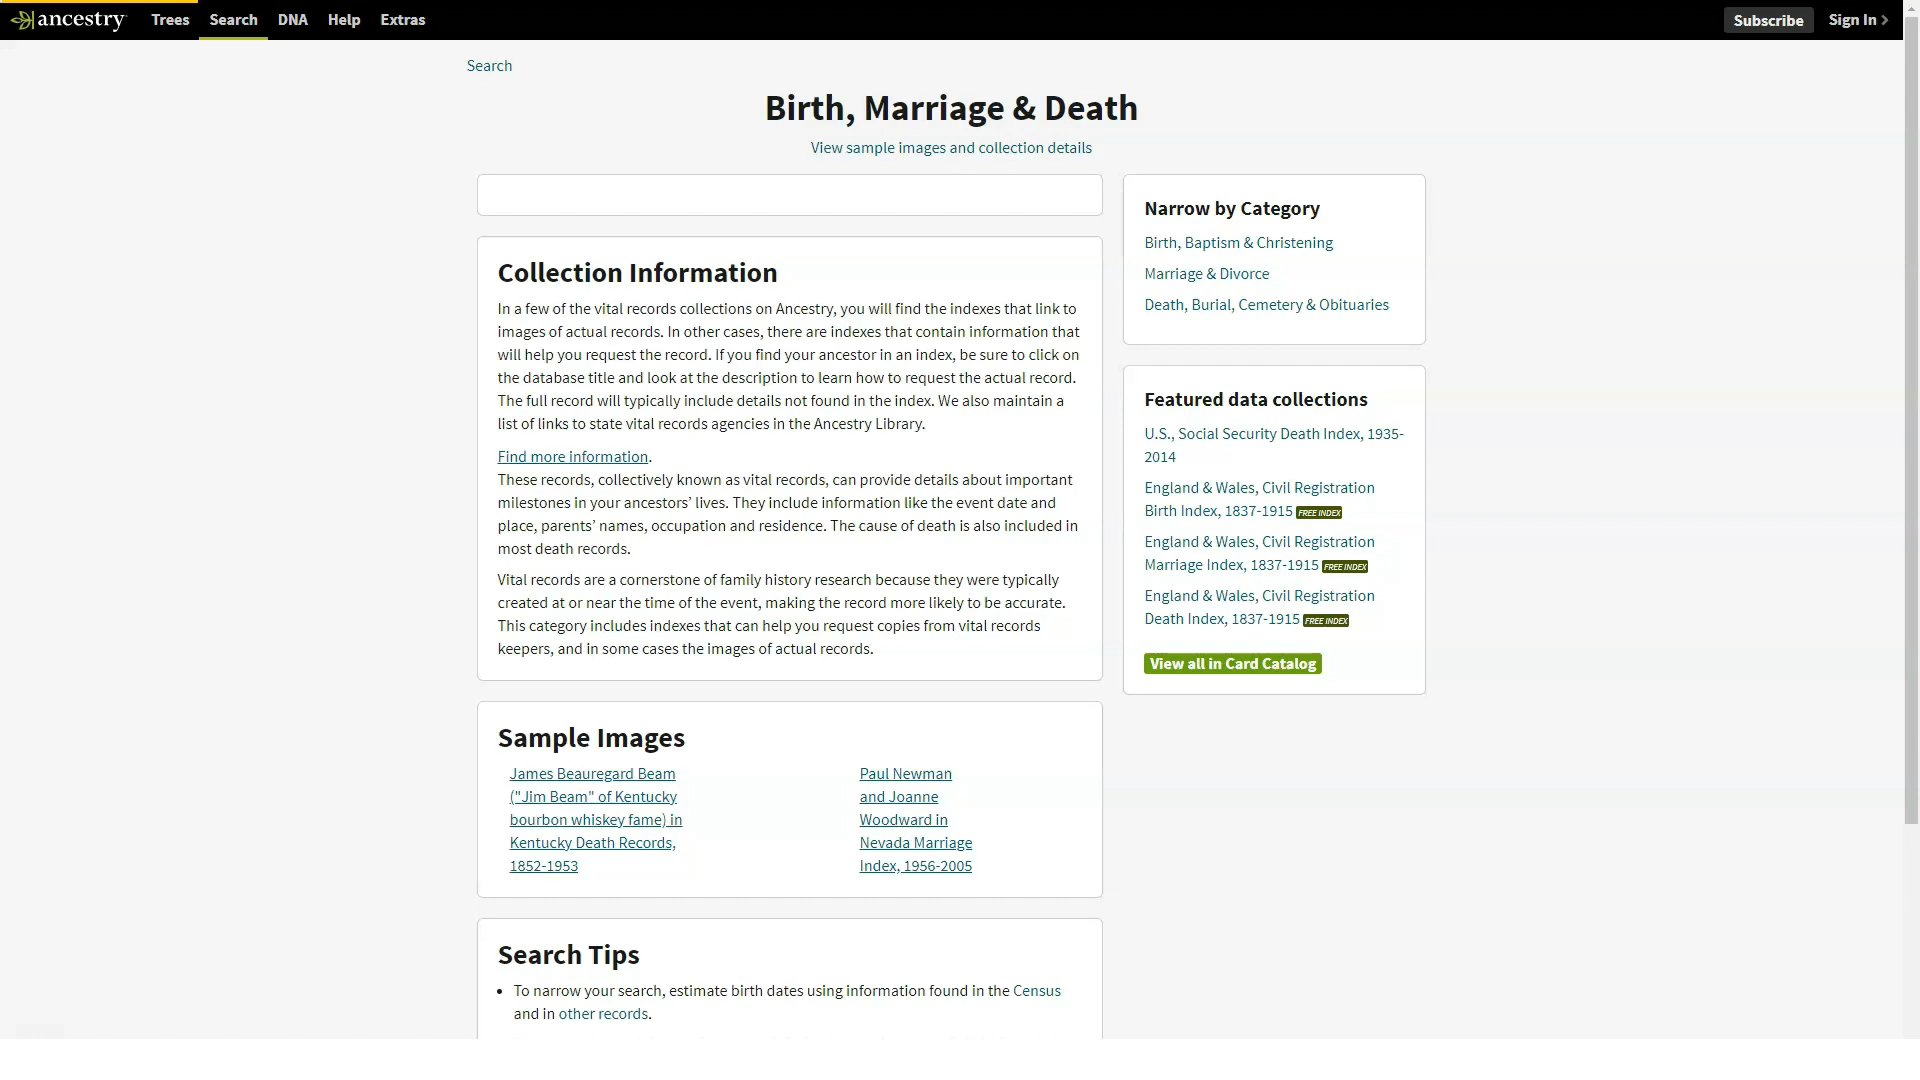 ancestry Trees Search DNA Help Extras Subscribe Sign In
Search
Birth, Marriage & Death
View sample images and collection details
Collection Information
In a few of the vital records collections on Ancestry, you will find the indexes that link to
images of actual records. In other cases, there are indexes that contain information that
will help you request the record. If you find your ancestor in an index, be sure to click on
the database title and look at the description to learn how to request the actual record.
The full record will typically include details not found in the index. We also maintain a
list of links to state vital records agencies in the Ancestry Library.
Find more information.
These records, collectively known as vital records, can provide details about important
milestones in your ancestors’ lives. They include information like the event date and
place, parents’ names, occupation and residence. The cause of death is also included in
most death records.
Vital records are a cornerstone of family history research because they were typically
created at or near the time of the event, making the record more likely to be accurate.
This category includes indexes that can help you request copies from vital records
keepers, and in some cases the images of actual records.
Sample Images
James Beauregard Beam
("Jim Beam" of Kentucky
bourbon whiskey fame) in
Kentucky Death Records,
1852-1953
Paul Newman
and Joanne
Woodward in
Nevada Marriage
Index, 1956-2005
Search Tips
• To narrow your search, estimate birth dates using information found in the Census
and in other records.
Narrow by Category
Birth, Baptism & Christening
Marriage & Divorce
Death, Burial, Cemetery & Obituaries
Featured data collections
U.S., Social Security Death Index, 1935-
2014
England & Wales, Civil Registration
Birth Index, 1837-1915 FREE INDEX
England & Wales, Civil Registration
Marriage Index, 1837-1915 FREE INDEX
England & Wales, Civil Registration
Death Index, 1837-1915 FREE INDEX
View all in Card Catalog